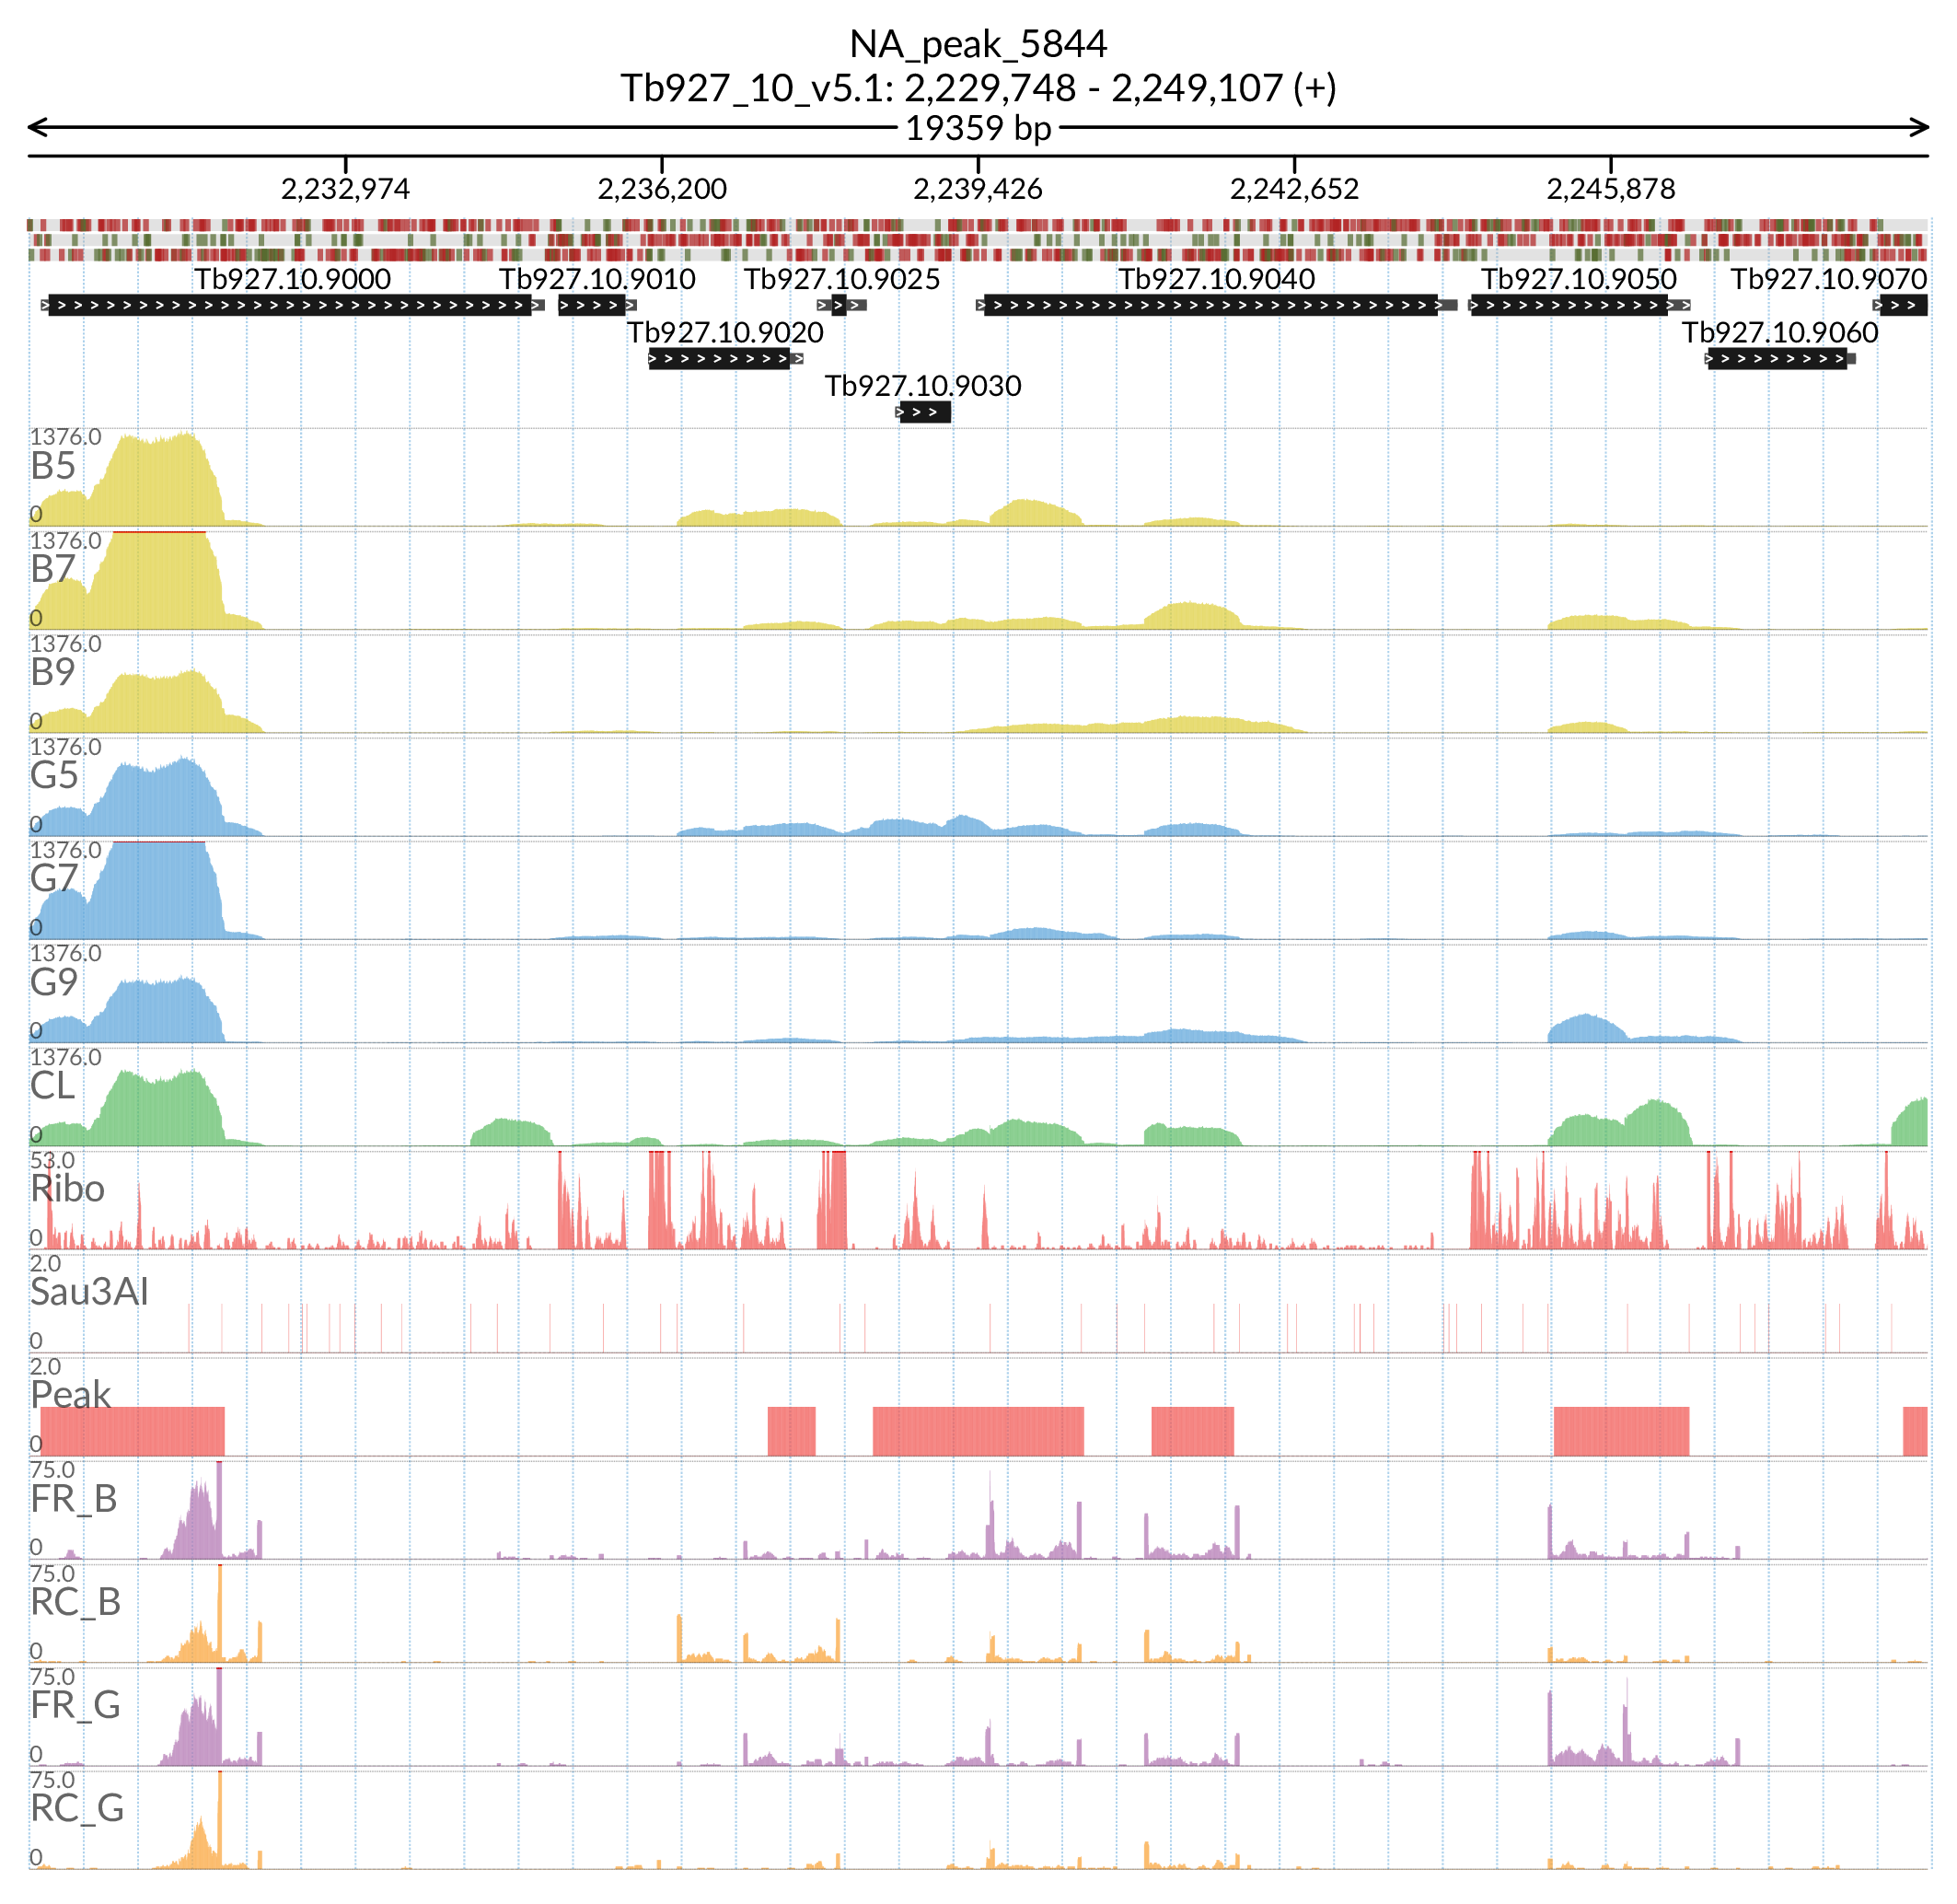 NA_peak_5844
Tb927_10_v5.1: 2,229,748 - 2,249,107 (+)
19359 bp
2,232,974 2,236,200 2,239,426 2,242,652 2,245,878
Tb927.10.9000 Tb927.10.9010 Tb927.10.9025 Tb927.10.9040 Tb927.10.9050 Tb927.10.9070
Tb927.10.9020 Tb927.10.9060
Tb927.10.9030
1376.0
B5
0
1376.0
B7
0
1376.0
B9
0
1376.0
G5
0
1376.0
G7
0
1376.0
G9
0
1376.0
CL
0
53.0
Ribo
0
2.0
Sau3AI
0
2.0
Peak
0
75.0
FR_B
0
75.0
RC_B
0
75.0
FR_G
0
75.0
RC_G
0